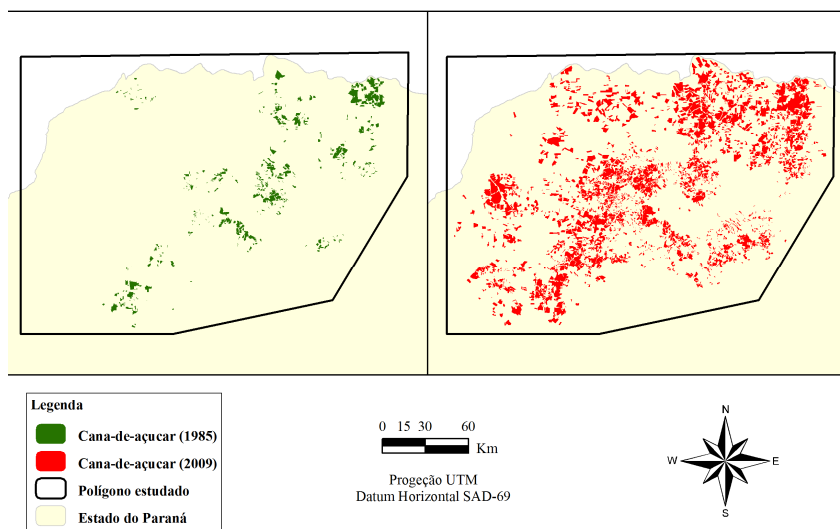 Legenda
Cana-de-açucar (1985)
Cana-de-açucar (2009)
Polígono estudado
Estado do Paraná
0 15 30 60
Km
Progeção UTM
Datum Horizontal SAD-69
N
W E
S